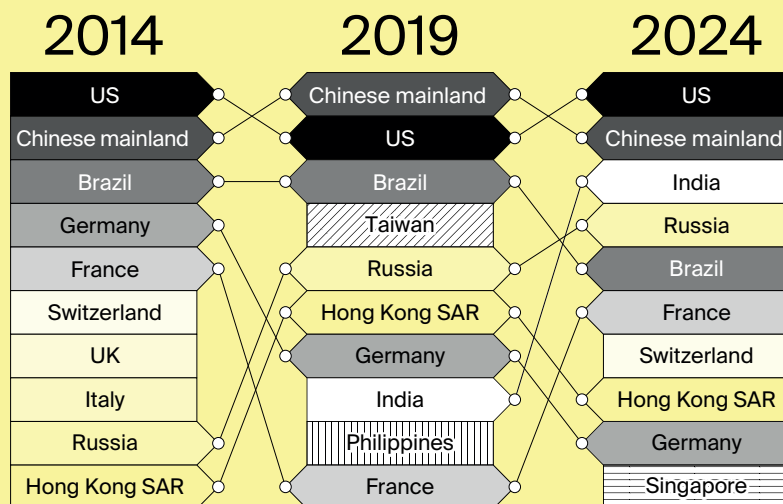 2014
US
Chinese mainland
Brazil
Germany
France
Switzerland
UK
Italy
Russia
Hong Kong SAR
2019
Chinese mainland
US
Brazil
Taiwan
Russia
Hong Kong SAR
Germany
India
Philippines
France
2024
US
Chinese mainland
India
Russia
Brazil
France
Switzerland
Hong Kong SAR
Germany
Singapore